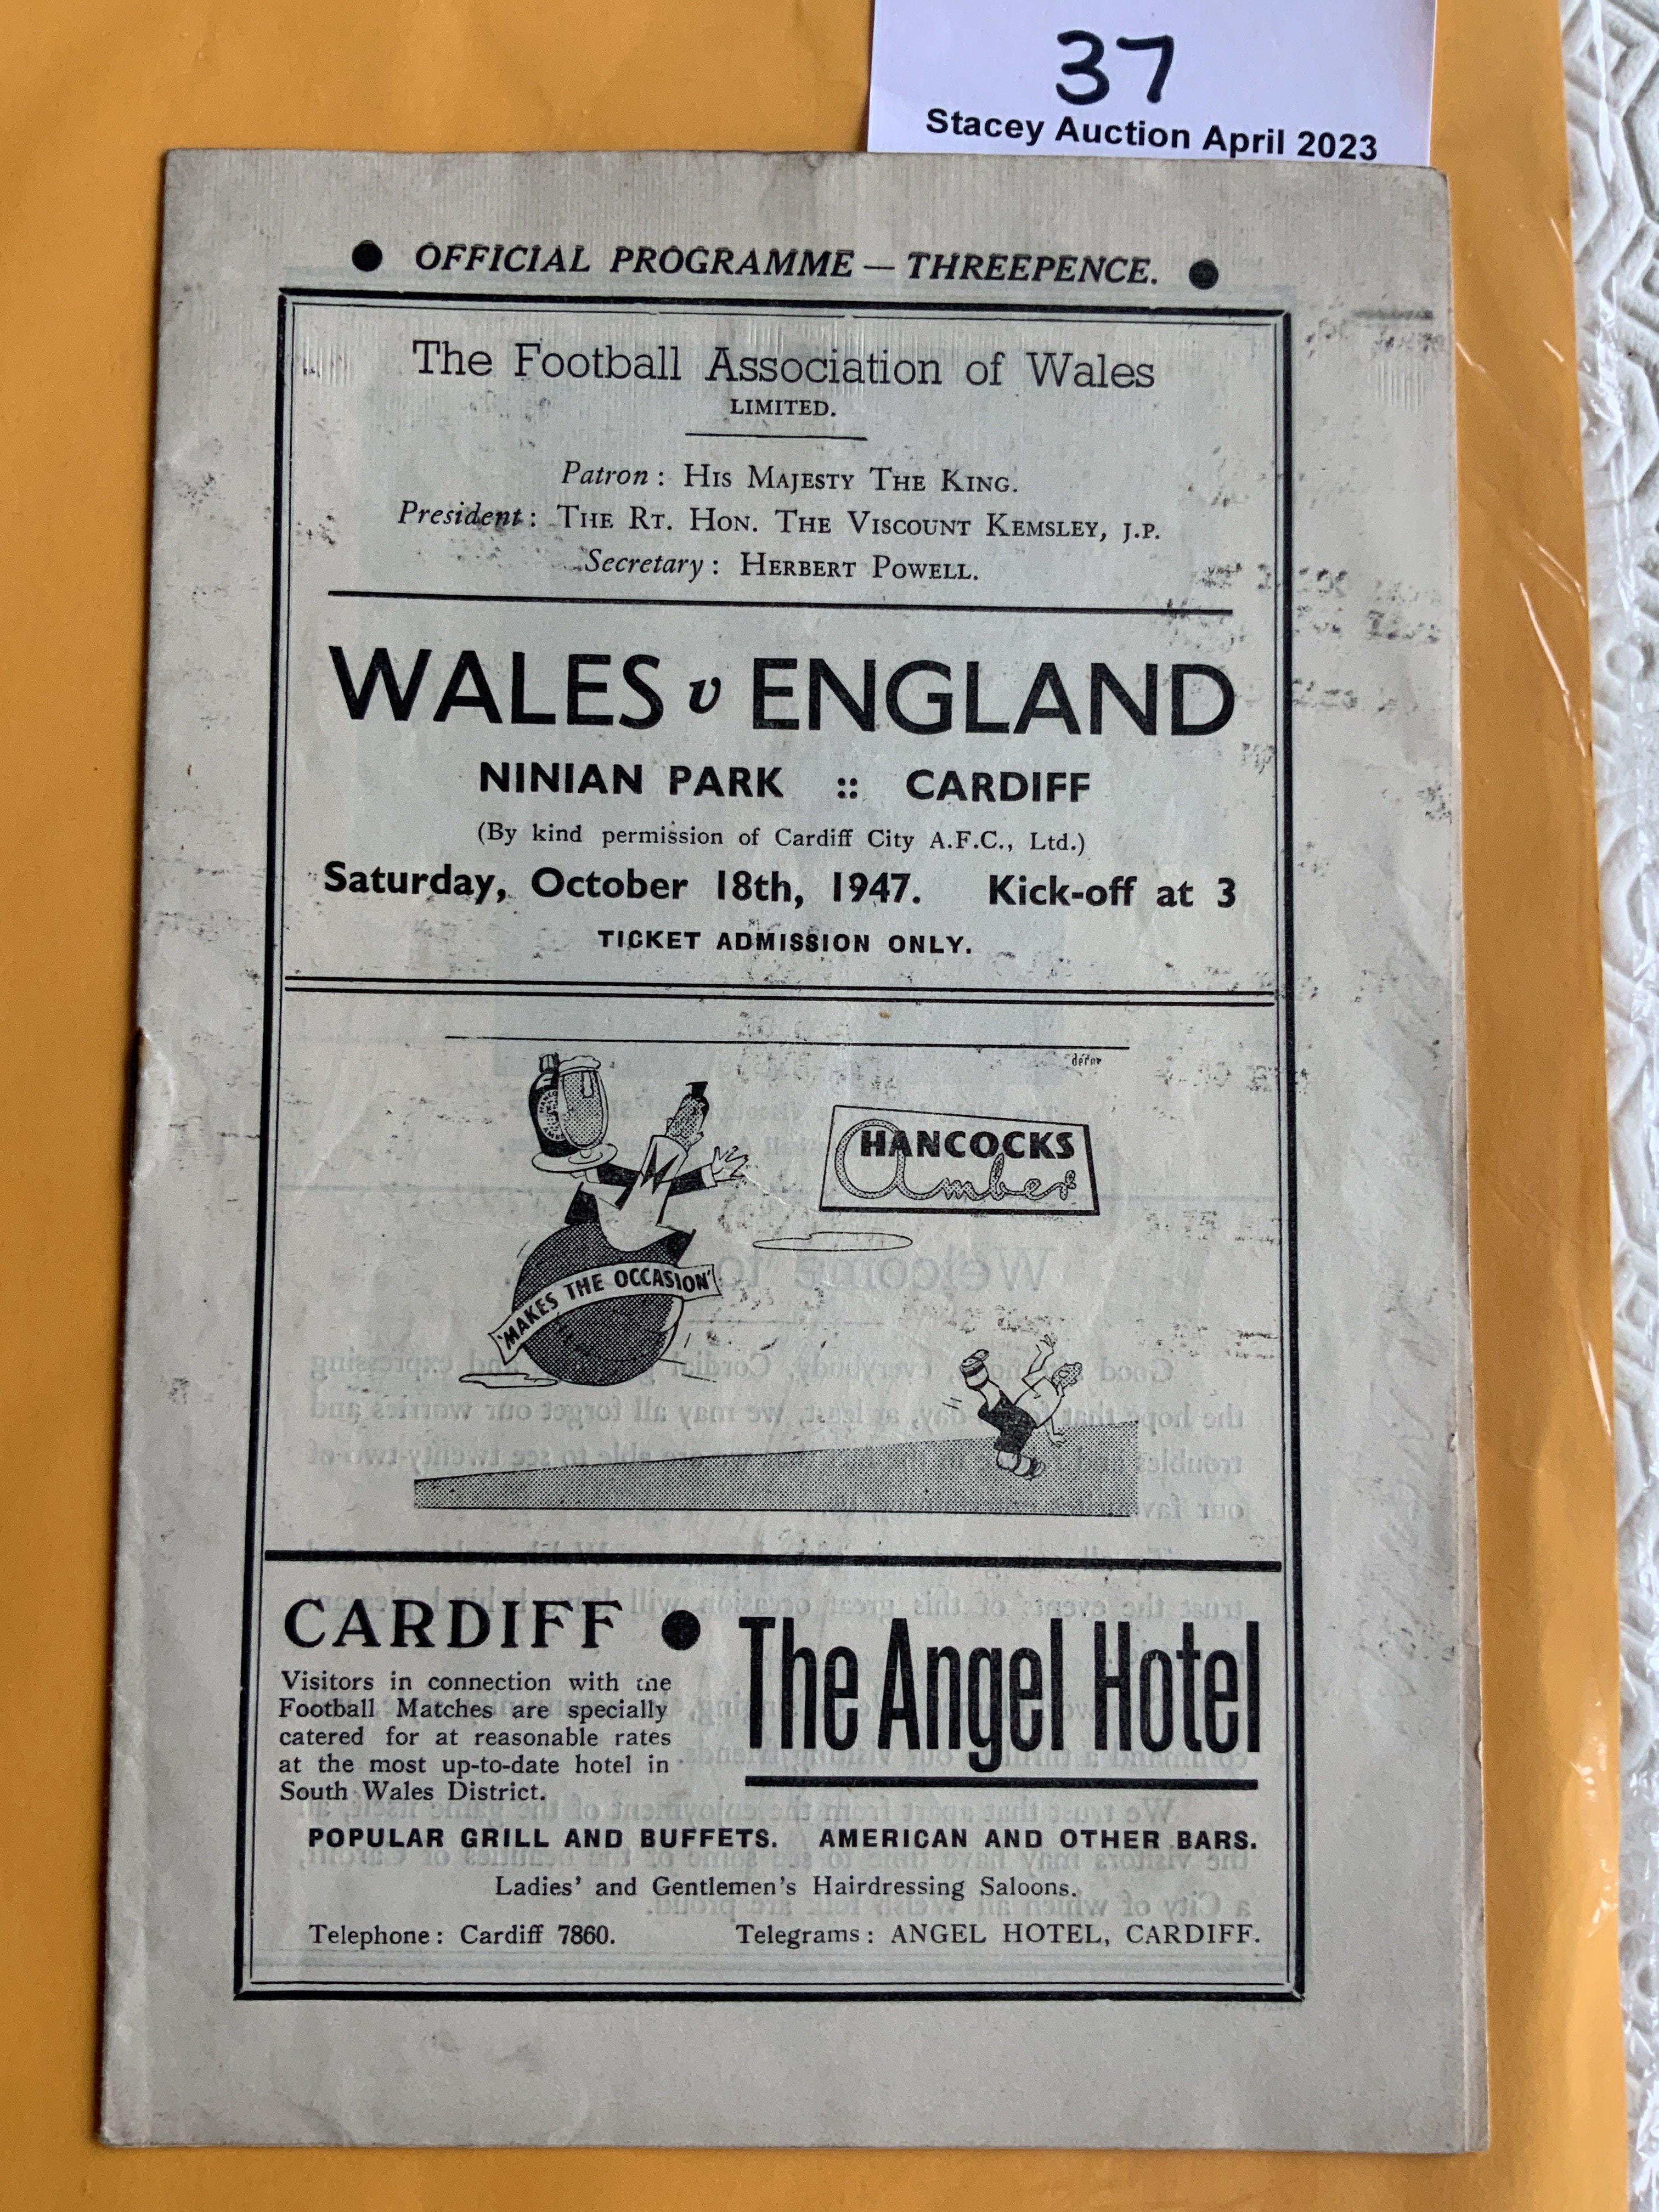 37
Stacey Auction April 2023
● OFFICIAL PROGRAMME — THREEPENCE. ●
The Football Association of Wales
LIMITED.
Patron : HIS MAJESTY THE KING.
President : THE RT. HON. THE VISCOUNT KEMSLEY, J.P.
Secretary : HERBERT POWELL.
WALES v ENGLAND
NINIAN PARK :: CARDIFF
(By kind permission of Cardiff City A.F.C., Ltd.)
Saturday, October 18th, 1947. Kick-off at 3
TICKET ADMISSION ONLY.
HANCOCKS
Amber
'MAKES THE OCCASION'
CARDIFF ● The Angel Hotel
Visitors in connection with the
Football Matches are specially
catered for at reasonable rates
at the most up-to-date hotel in
South Wales District.
POPULAR GRILL AND BUFFETS. AMERICAN AND OTHER BARS.
Ladies' and Gentlemen's Hairdressing Saloons.
Telephone : Cardiff 7860. Telegrams : ANGEL HOTEL, CARDIFF.